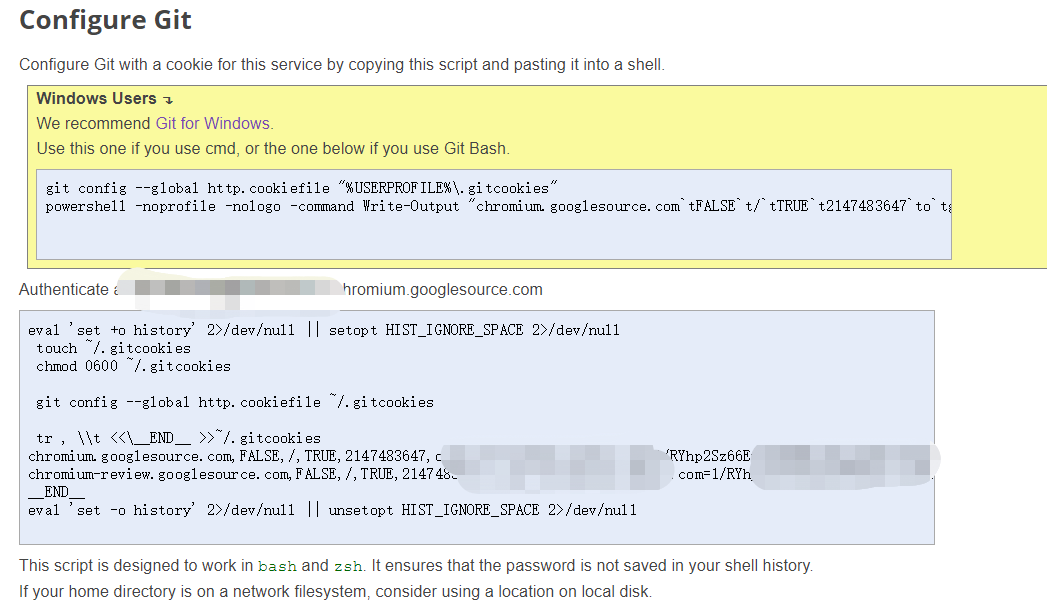 Configure Git
Configure Git with a cookie for this service by copying this script and pasting it into a shell.
Windows Users ↴
We recommend Git for Windows.
Use this one if you use cmd, or the one below if you use Git Bash.
git config --global http.cookiefile "%USERPROFILE%\.gitcookies"
powershell -noprofile -nologo -command Write-Output "chromium.googlesource.com`tFALSE`t/`tTRUE`t2147483647`to`t
Authenticate hromium.googlesource.com
eval 'set +o history' 2>/dev/null || setopt HIST_IGNORE_SPACE 2>/dev/null
touch ~/.gitcookies
chmod 0600 ~/.gitcookies
git config --global http.cookiefile ~/.gitcookies
tr , \\t <<\__END__ >>~/.gitcookies
chromium.googlesource.com,FALSE,/,TRUE,2147483647, /RYhp2Sz66E
chromium-review.googlesource.com,FALSE,/,TRUE,21474 com=1/RYh
__END__
eval 'set -o history' 2>/dev/null || unsetopt HIST_IGNORE_SPACE 2>/dev/null
This script is designed to work in bash and zsh. It ensures that the password is not saved in your shell history.
If your home directory is on a network filesystem, consider using a location on local disk.